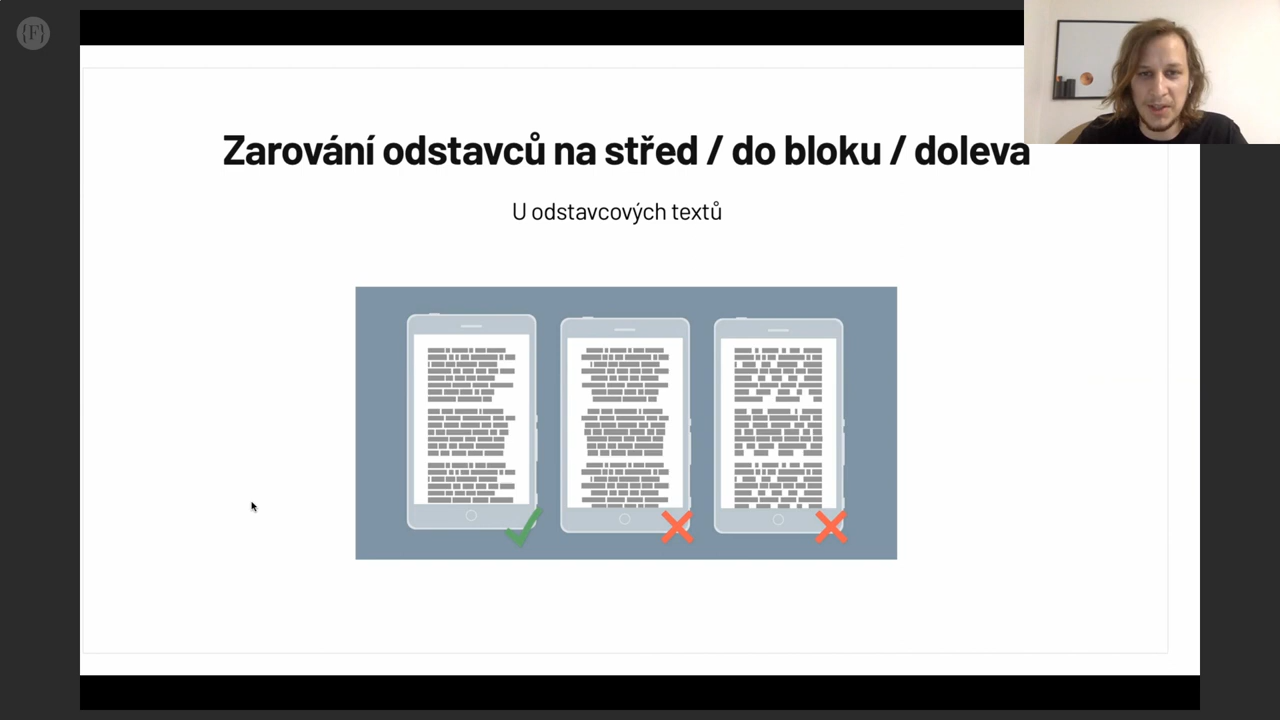 {F}
Zarování odstavců na střed / do bloku / doleva
U odstavcových textů